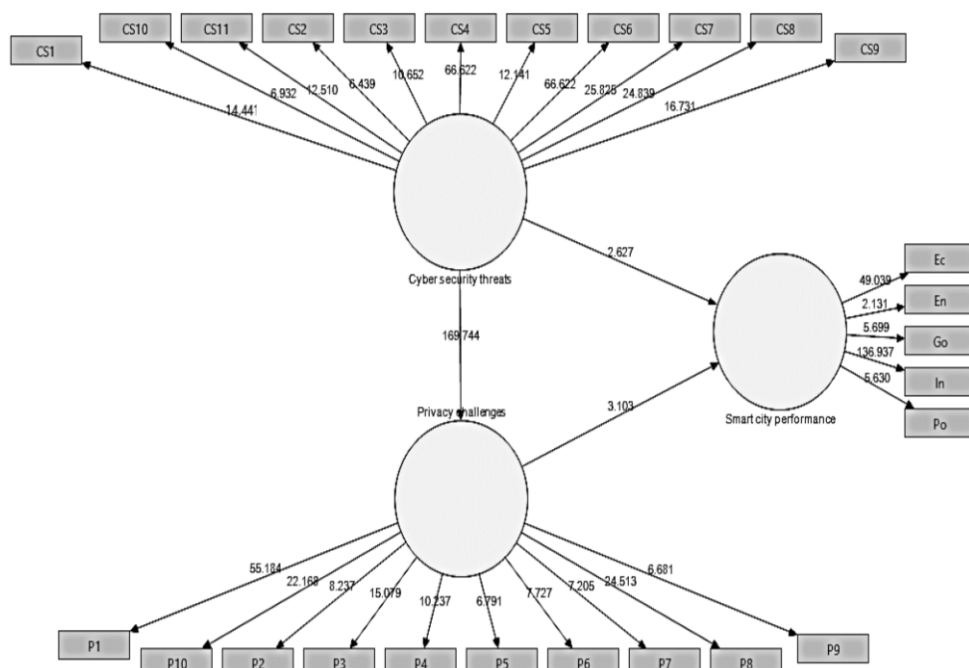 CS10 CS11 CS2 CS3 CS4 CS5 CS6 CS7 CS8
CS1 CS9
14.441 6.932 12.510 6.439 10.652 66.622 12.141 66.622 25.825 24.839 16.731
Cyber security threats
2.627
169.744
Ec
49.039
En
2.131
Go
5.699
In
136.937
Po
5.630
Smart city performance
3.103
Privacy challenges
55.184 22.168 8.237 15.079 10.237 6.791 7.727 7.205 24.513 6.681
P1 P10 P2 P3 P4 P5 P6 P7 P8 P9